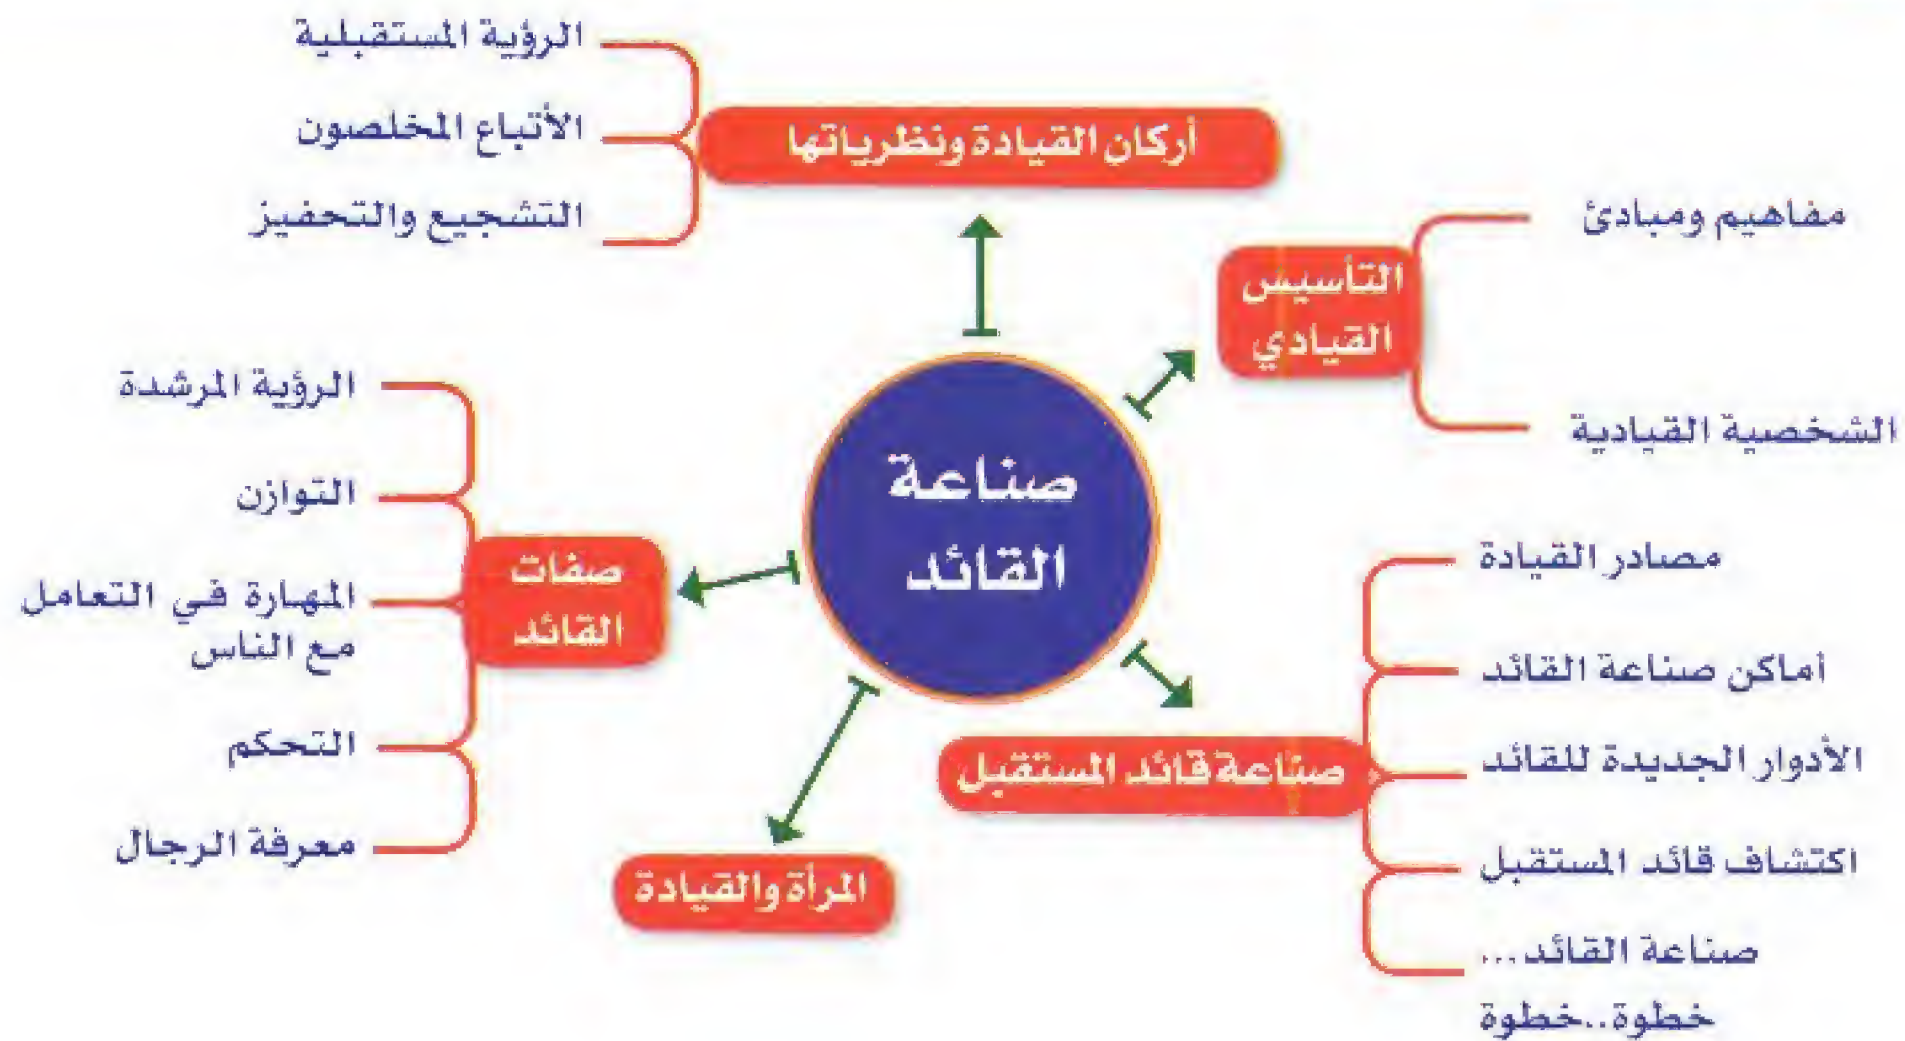 صناعة
القائد
أركان القيادة ونظرياتها
الرؤية المستقبلية
الأتباع المخلصون
التشجيع والتحفيز
التأسيس
القيادي
مفاهيم ومبادئ
الشخصية القيادية
صناعة قائد المستقبل
مصادر القيادة
أماكن صناعة القائد
الأدوار الجديدة للقائد
اكتشاف قائد المستقبل
صناعة القائد...
خطوة..خطوة
المرأة والقيادة
صفات
القائد
الرؤية المرشدة
التوازن
المهارة في التعامل
مع الناس
التحكم
معرفة الرجال